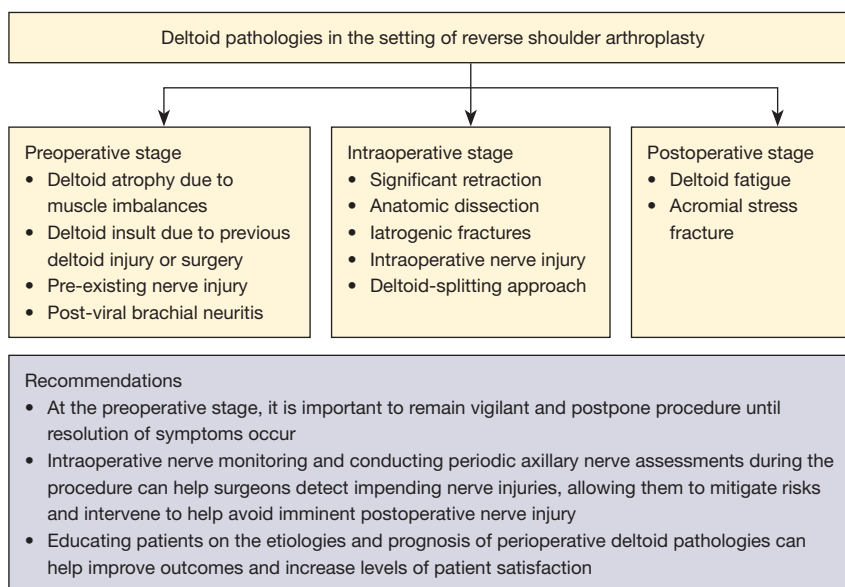 Deltoid pathologies in the setting of reverse shoulder arthroplasty
Preoperative stage
• Deltoid atrophy due to
muscle imbalances
• Deltoid insult due to previous
deltoid injury or surgery
• Pre-existing nerve injury
• Post-viral brachial neuritis
Intraoperative stage
• Significant retraction
• Anatomic dissection
• Iatrogenic fractures
• Intraoperative nerve injury
• Deltoid-splitting approach
Postoperative stage
• Deltoid fatigue
• Acromial stress
fracture
Recommendations
• At the preoperative stage, it is important to remain vigilant and postpone procedure until
resolution of symptoms occur
• Intraoperative nerve monitoring and conducting periodic axillary nerve assessments during the
procedure can help surgeons detect impending nerve injuries, allowing them to mitigate risks
and intervene to help avoid imminent postoperative nerve injury
• Educating patients on the etiologies and prognosis of perioperative deltoid pathologies can
help improve outcomes and increase levels of patient satisfaction